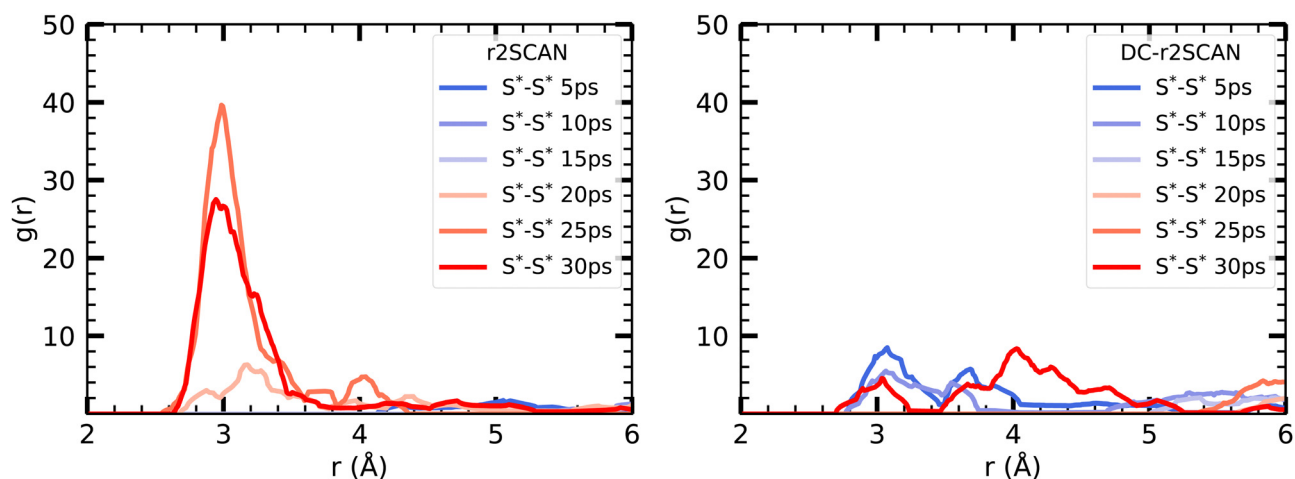 50
40
30
20
10
g(r)
2
3
4
5
6
r (Å)
r2SCAN
S*-S* 5ps
S*-S* 10ps
S*-S* 15ps
S*-S* 20ps
S*-S* 25ps
S*-S* 30ps
50
40
30
20
10
g(r)
2
3
4
5
6
r (Å)
DC-r2SCAN
S*-S* 5ps
S*-S* 10ps
S*-S* 15ps
S*-S* 20ps
S*-S* 25ps
S*-S* 30ps